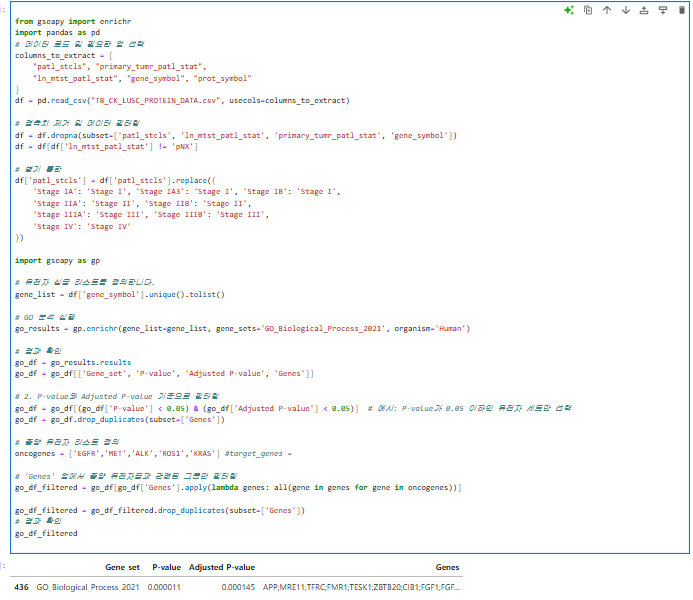 from gseapy import enrichr
import pandas as pd
# 데이터 로드 및 필요한 열 선택
columns_to_extract = [
"patl_stcls", "primary_tumr_patl_stat",
"ln_mtst_patl_stat", "gene_symbol", "prot_symbol"
]
df = pd.read_csv("TB_CK_LUSC_PROTEIN_DATA.csv", usecols=columns_to_extract)
# 결측치 제거 및 데이터 필터링
df = df.dropna(subset=['patl_stcls', 'ln_mtst_patl_stat', 'primary_tumr_patl_stat', 'gene_symbol'])
df = df[df['ln_mtst_patl_stat'] != 'pNX']
# 병기 통합
df['patl_stcls'] = df['patl_stcls'].replace({
'Stage IA': 'Stage I', 'Stage IA3': 'Stage I', 'Stage IB': 'Stage I',
'Stage IIA': 'Stage II', 'Stage IIB': 'Stage II',
'Stage IIIA': 'Stage III', 'Stage IIIB': 'Stage III',
'Stage IV': 'Stage IV'
})
import gseapy as gp
# 유전자 심볼 리스트를 정의합니다.
gene_list = df['gene_symbol'].unique().tolist()
# GO 분석 실행
go_results = gp.enrichr(gene_list=gene_list, gene_sets='GO_Biological_Process_2021', organism='Human')
# 결과 확인
go_df = go_results.results
go_df = go_df[['Gene_set', 'P-value', 'Adjusted P-value', 'Genes']]
# 2. P-value와 Adjusted P-value 기준으로 필터링
go_df = go_df[(go_df['P-value'] < 0.05) & (go_df['Adjusted P-value'] < 0.05)] # 예시: P-value가 0.05 이하인 유전자 세트만 선택
go_df = go_df.drop_duplicates(subset=['Genes'])
# 종양 유전자 리스트 정의
oncogenes = ['EGFR','MET','ALK','ROS1','KRAS'] #target_genes =
# 'Genes' 열에서 종양 유전자들과 관련된 그룹만 필터링
go_df_filtered = go_df[go_df['Genes'].apply(lambda genes: all(gene in genes for gene in oncogenes))]
go_df_filtered = go_df_filtered.drop_duplicates(subset=['Genes'])
# 결과 확인
go_df_filtered
Gene_set P-value Adjusted P-value Genes
436 GO_Biological_Process_2021 0.000011 0.000145 APP;MRE11;TFRC;FMR1;TESK1;ZBTB20;CIB1;FGF1;FGF...